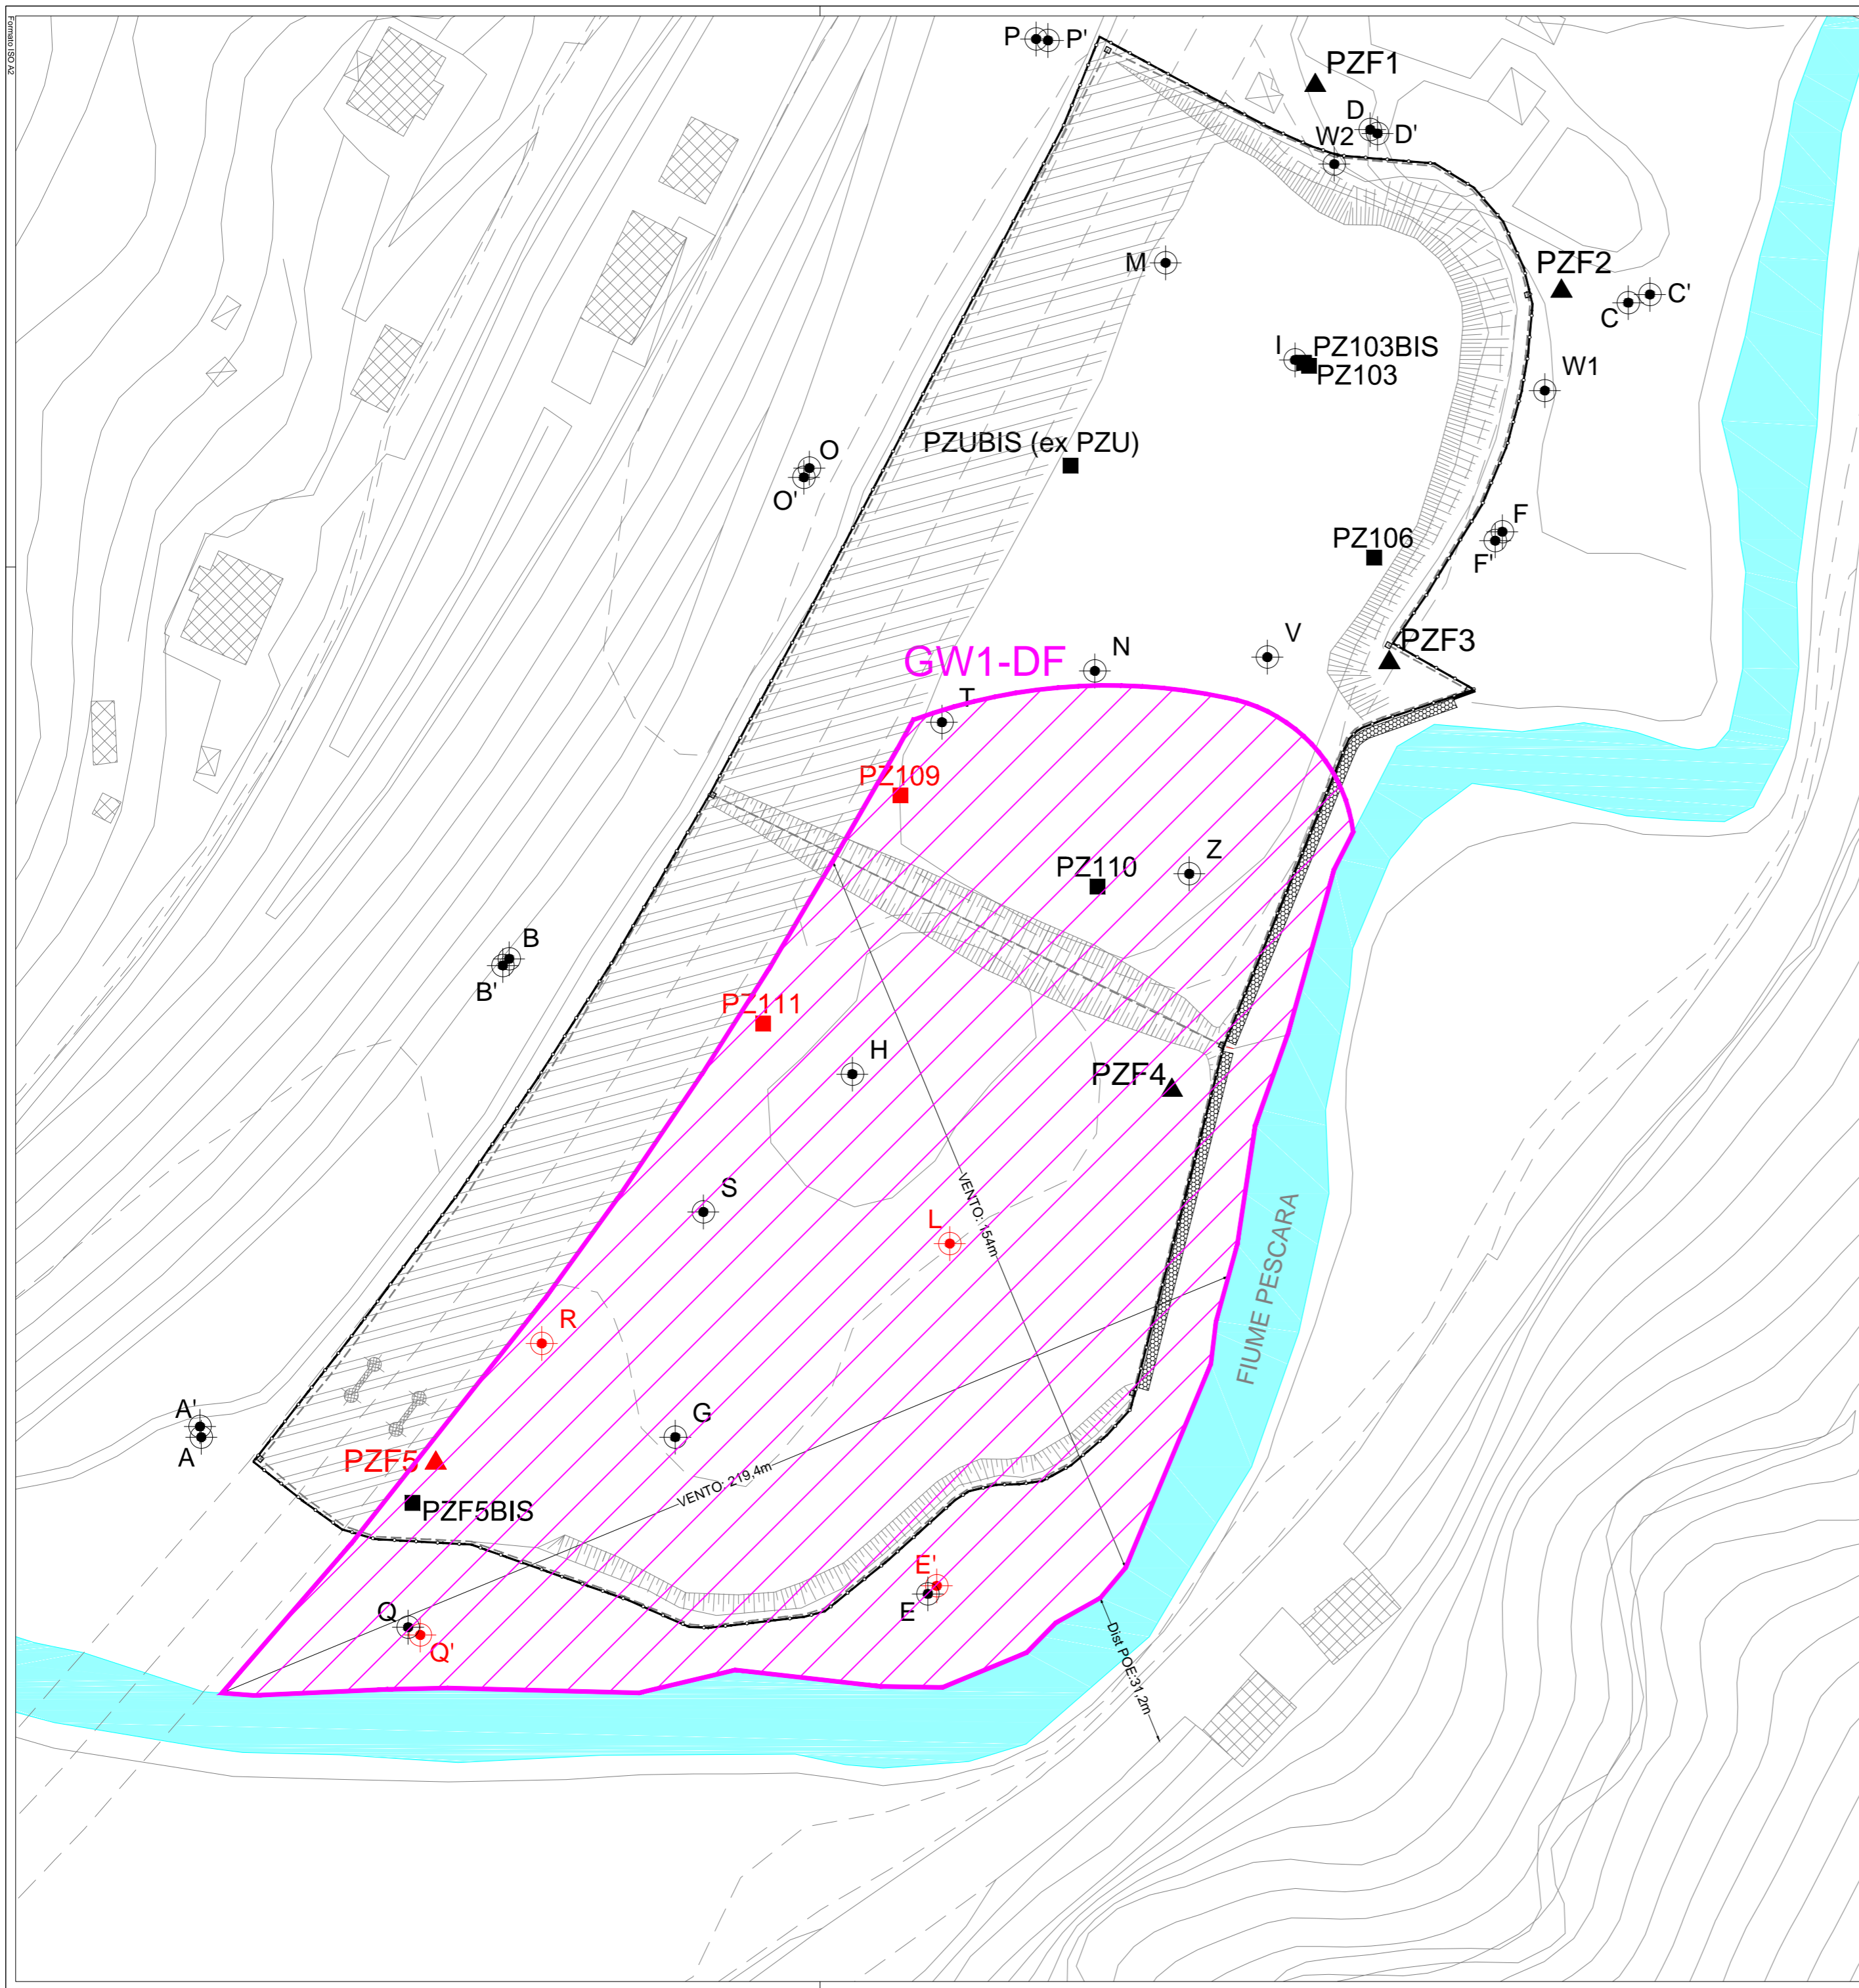 Formato ISO A2
P
P'
PZF1
D
D'
W2
M
PZF2
C'
C
I
PZ103BIS
PZ103
W1
PZUBIS (ex PZU)
O
O'
F
PZ106
F'
PZF3
V
N
GW1-DF
T
PZ109
Z
PZ110
B
B'
PZ111
H
PZF4
S
VENTO: 154m
L
FIUME PESCARA
R
A'
A
G
PZF5
VENTO: 219.4m
PZF5BIS
E'
E
Q
Q'
Dist POE:31,2m